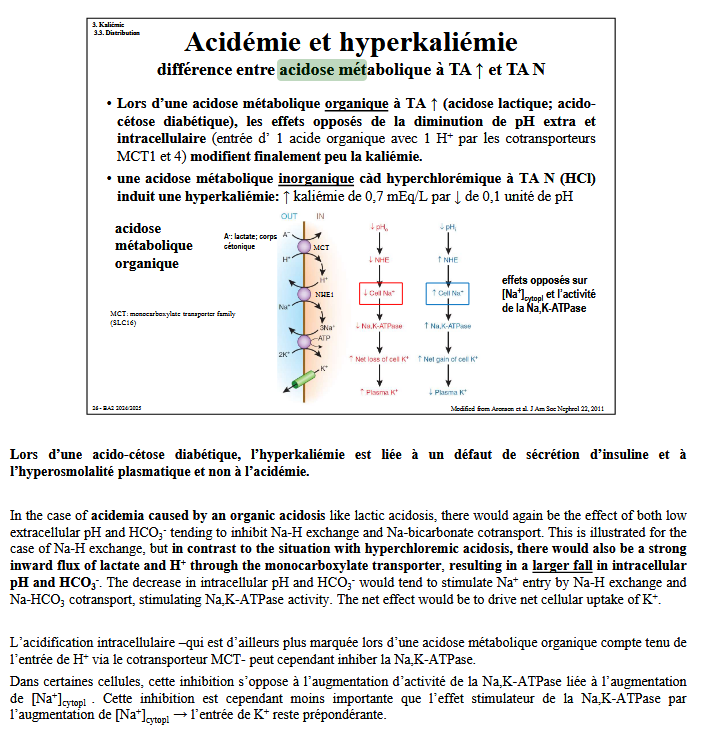 3. Kaliémie
3.3. Distribution
Acidémie et hyperkaliémie
différence entre acidose métabolique à TA ↑ et TA N
• Lors d’une acidose métabolique organique à TA ↑ (acidose lactique; acido-
cétose diabétique), les effets opposés de la diminution de pH extra et
intracellulaire (entrée d’ 1 acide organique avec 1 H⁺ par les cotransporteurs
MCT1 et 4) modifient finalement peu la kaliémie.
• une acidose métabolique inorganique càd hyperchlorémique à TA N (HCl)
induit une hyperkaliémie: ↑ kaliémie de 0,7 mEq/L par ↓ de 0,1 unité de pH
acidose
métabolique
organique
A⁻: lactate; corps
cétonique
MCT: monocarboxylate transporter family
(SLC16)
OUT IN
A⁻
MCT
H⁺
H⁺
NHE1
Na⁺
3Na⁺
ATP
2K⁺
K⁺
↓ pHₒ ↓ pHᵢ
↓ NHE ↑ NHE
↓ Cell Na⁺ ↑ Cell Na⁺
↓ Na,K-ATPase ↑ Na,K-ATPase
↑ Net loss of cell K⁺ ↑ Net gain of cell K⁺
↑ Plasma K⁺ ↓ Plasma K⁺
effets opposés sur
[Na⁺]cytopl et l’activité
de la Na,K-ATPase
26 - BA2 2024/2025
Modified from Aronson et al. J Am Soc Nephrol 22, 2011
Lors d’une acido-cétose diabétique, l’hyperkaliémie est liée à un défaut de sécrétion d’insuline et à
l’hyperosmolalité plasmatique et non à l’acidémie.
In the case of acidemia caused by an organic acidosis like lactic acidosis, there would again be the effect of both low
extracellular pH and HCO₃⁻ tending to inhibit Na-H exchange and Na-bicarbonate cotransport. This is illustrated for the
case of Na-H exchange, but in contrast to the situation with hyperchloremic acidosis, there would also be a strong
inward flux of lactate and H⁺ through the monocarboxylate transporter, resulting in a larger fall in intracellular
pH and HCO₃⁻. The decrease in intracellular pH and HCO₃⁻ would tend to stimulate Na⁺ entry by Na-H exchange and
Na-HCO₃ cotransport, stimulating Na,K-ATPase activity. The net effect would be to drive net cellular uptake of K⁺.
L’acidification intracellulaire –qui est d’ailleurs plus marquée lors d’une acidose métabolique organique compte tenu de
l’entrée de H⁺ via le cotransporteur MCT- peut cependant inhiber la Na,K-ATPase.
Dans certaines cellules, cette inhibition s’oppose à l’augmentation d’activité de la Na,K-ATPase liée à l’augmentation
de [Na⁺]cytopl . Cette inhibition est cependant moins importante que l’effet stimulateur de la Na,K-ATPase par
l’augmentation de [Na⁺]cytopl → l’entrée de K⁺ reste prépondérante.